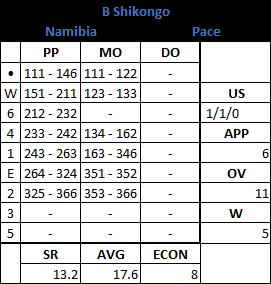 B Shikongo
Namibia Pace
PP MO DO
• 111 - 146 111 - 122 -
W 151 - 211 123 - 133 - US
6 212 - 232 - - 1/1/0
4 233 - 242 134 - 162 - APP
1 243 - 263 163 - 346 - 6
E 264 - 324 351 - 352 - OV
2 325 - 366 353 - 366 - 11
3 - - - W
5 - - - 5
SR AVG ECON
13.2 17.6 8